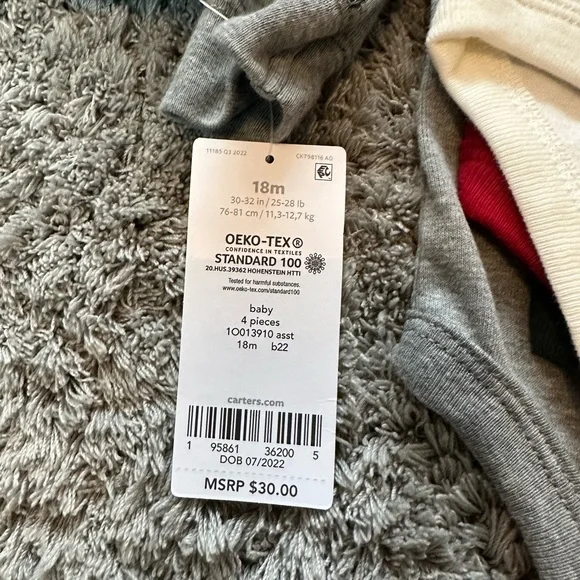 11185 Q3 2022 CK798116 AO
18m
30-32 in / 25-28 lb
76-81 cm / 11,3-12,7 kg
OEKO-TEX®
CONFIDENCE IN TEXTILES
STANDARD 100
20.HUS.39362 HOHENSTEIN HTTI
Tested for harmful substances.
www.oeko-tex.com/standard100
baby
4 pieces
1O013910 asst
18m b22
carters.com
1 95861 36200 5
DOB 07/2022
MSRP $30.00